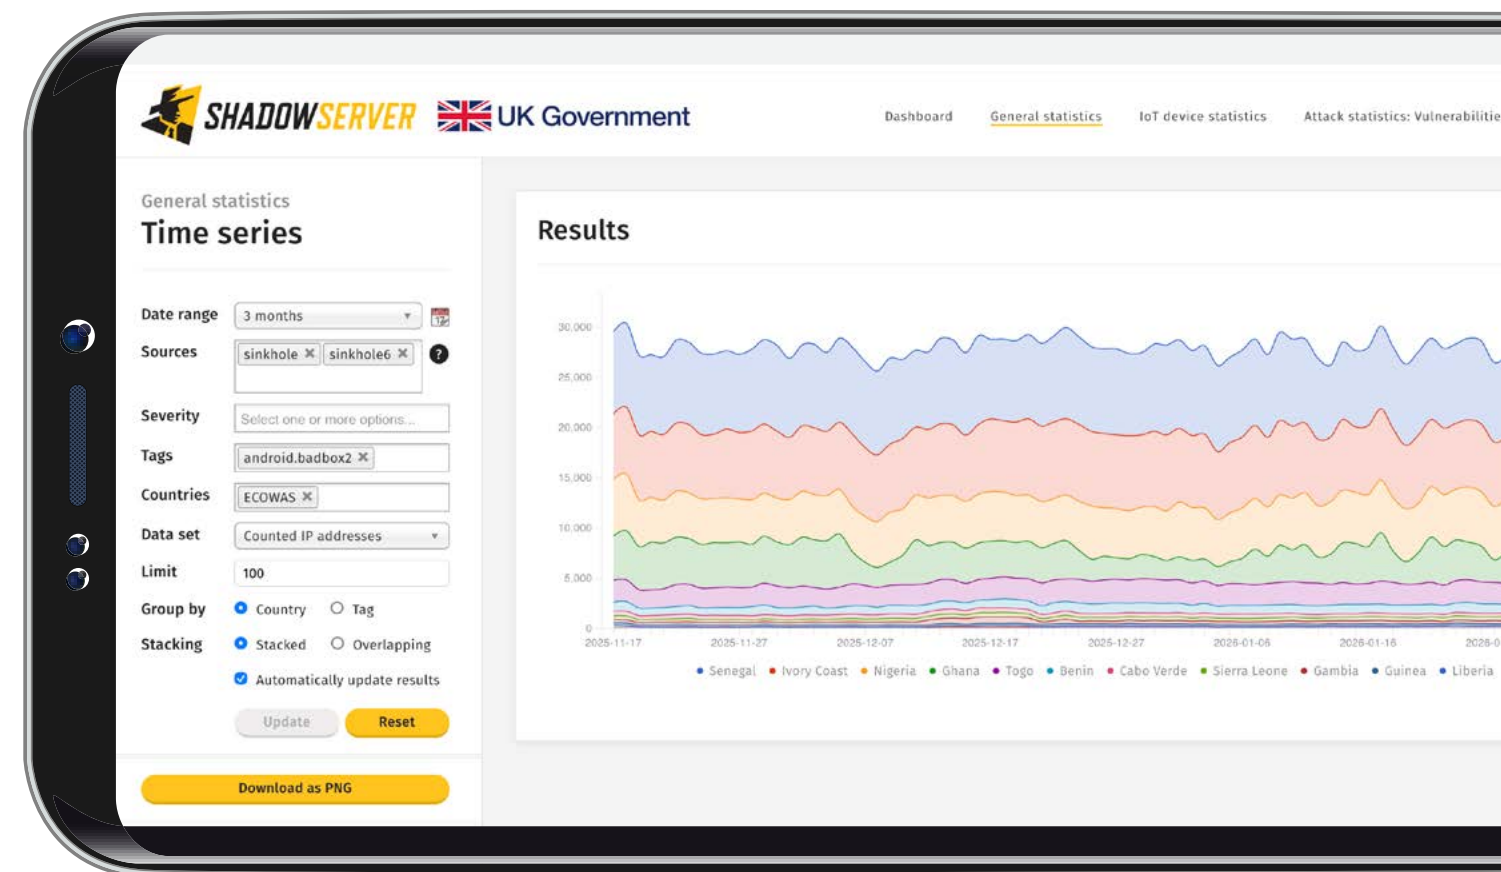 SHADOWSERVER UK Government
Dashboard General statistics IoT device statistics Attack statistics: Vulnerabilitie
General statistics
Time series
Date range 3 months
Sources sinkhole sinkhole6
Severity Select one or more options...
Tags android.badbox2
Countries ECOWAS
Data set Counted IP addresses
Limit 100
Group by Country Tag
Stacking Stacked Overlapping
Automatically update results
Update Reset
Download as PNG
Results
30,000
25,000
20,000
15,000
10,000
5,000
0
2025-11-17 2025-11-27 2025-12-07 2025-12-17 2025-12-27 2026-01-06 2026-01-16 2026-0
Senegal Ivory Coast Nigeria Ghana Togo Benin Cabo Verde Sierra Leone Gambia Guinea Liberia